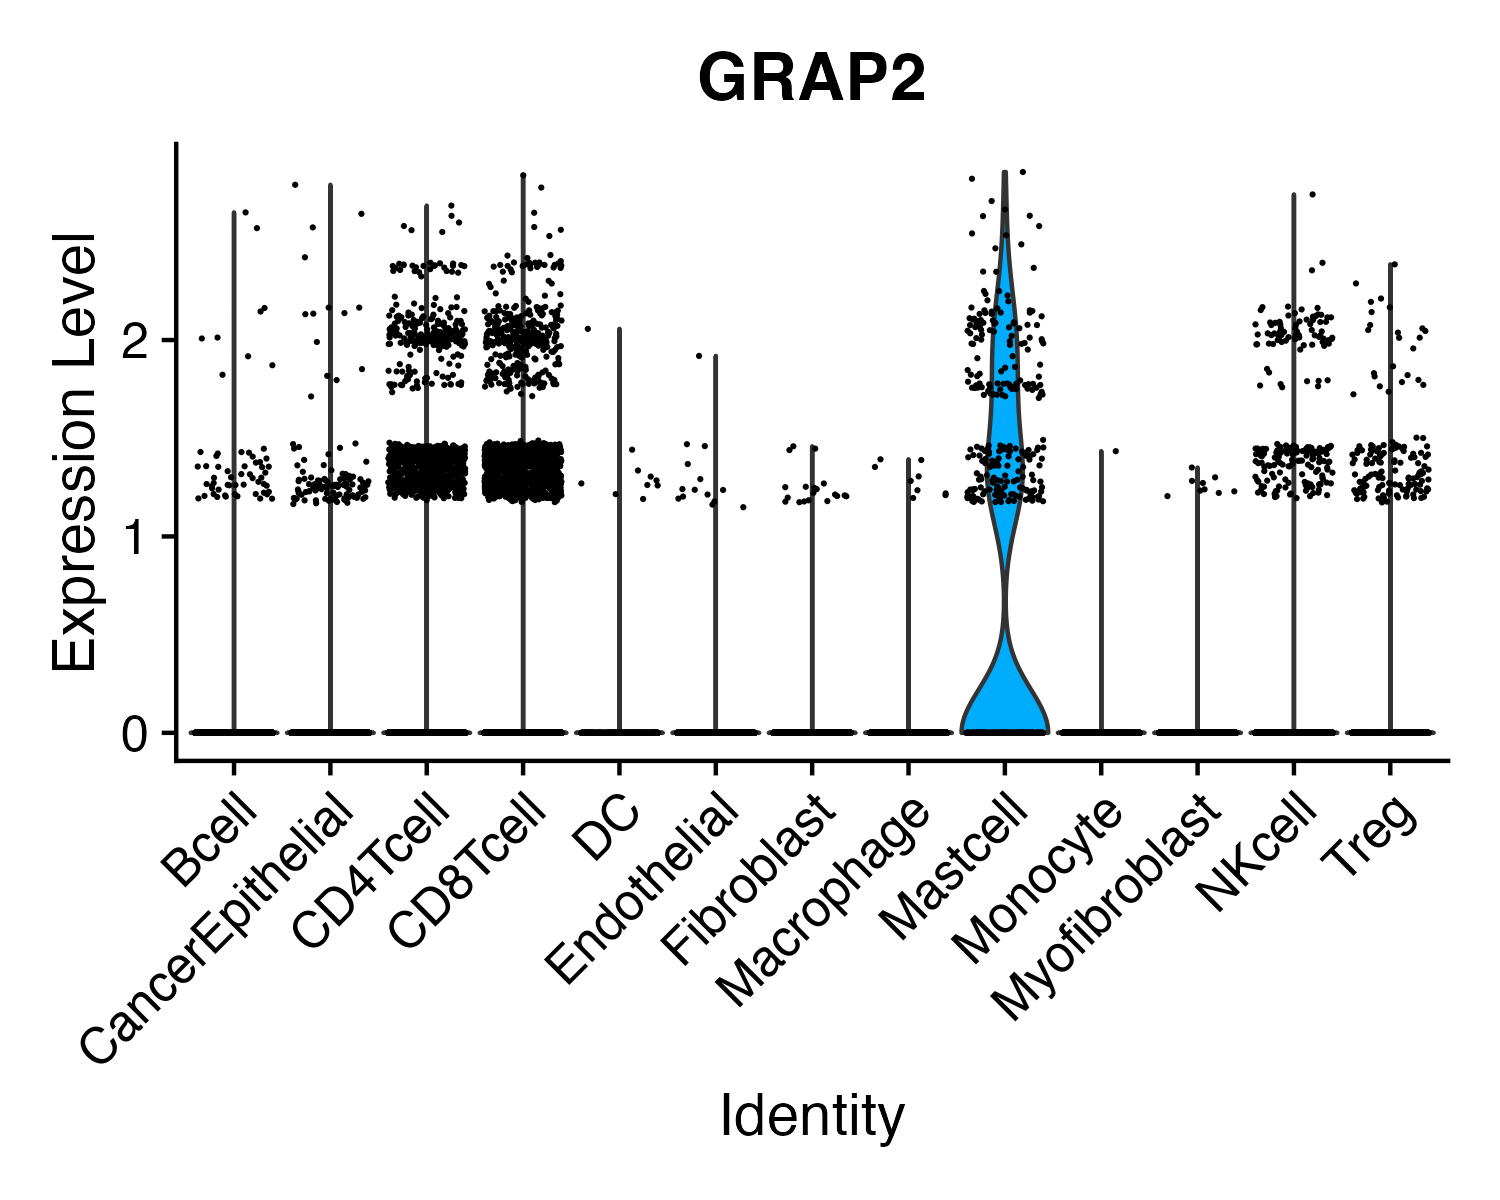 GRAP2
Expression Level
2
1
0
Bcell
CancerEpithelial
CD4Tcell
CD8Tcell
DC
Endothelial
Fibroblast
Macrophage
Mastcell
Monocyte
Myofibroblast
NKcell
Treg
Identity